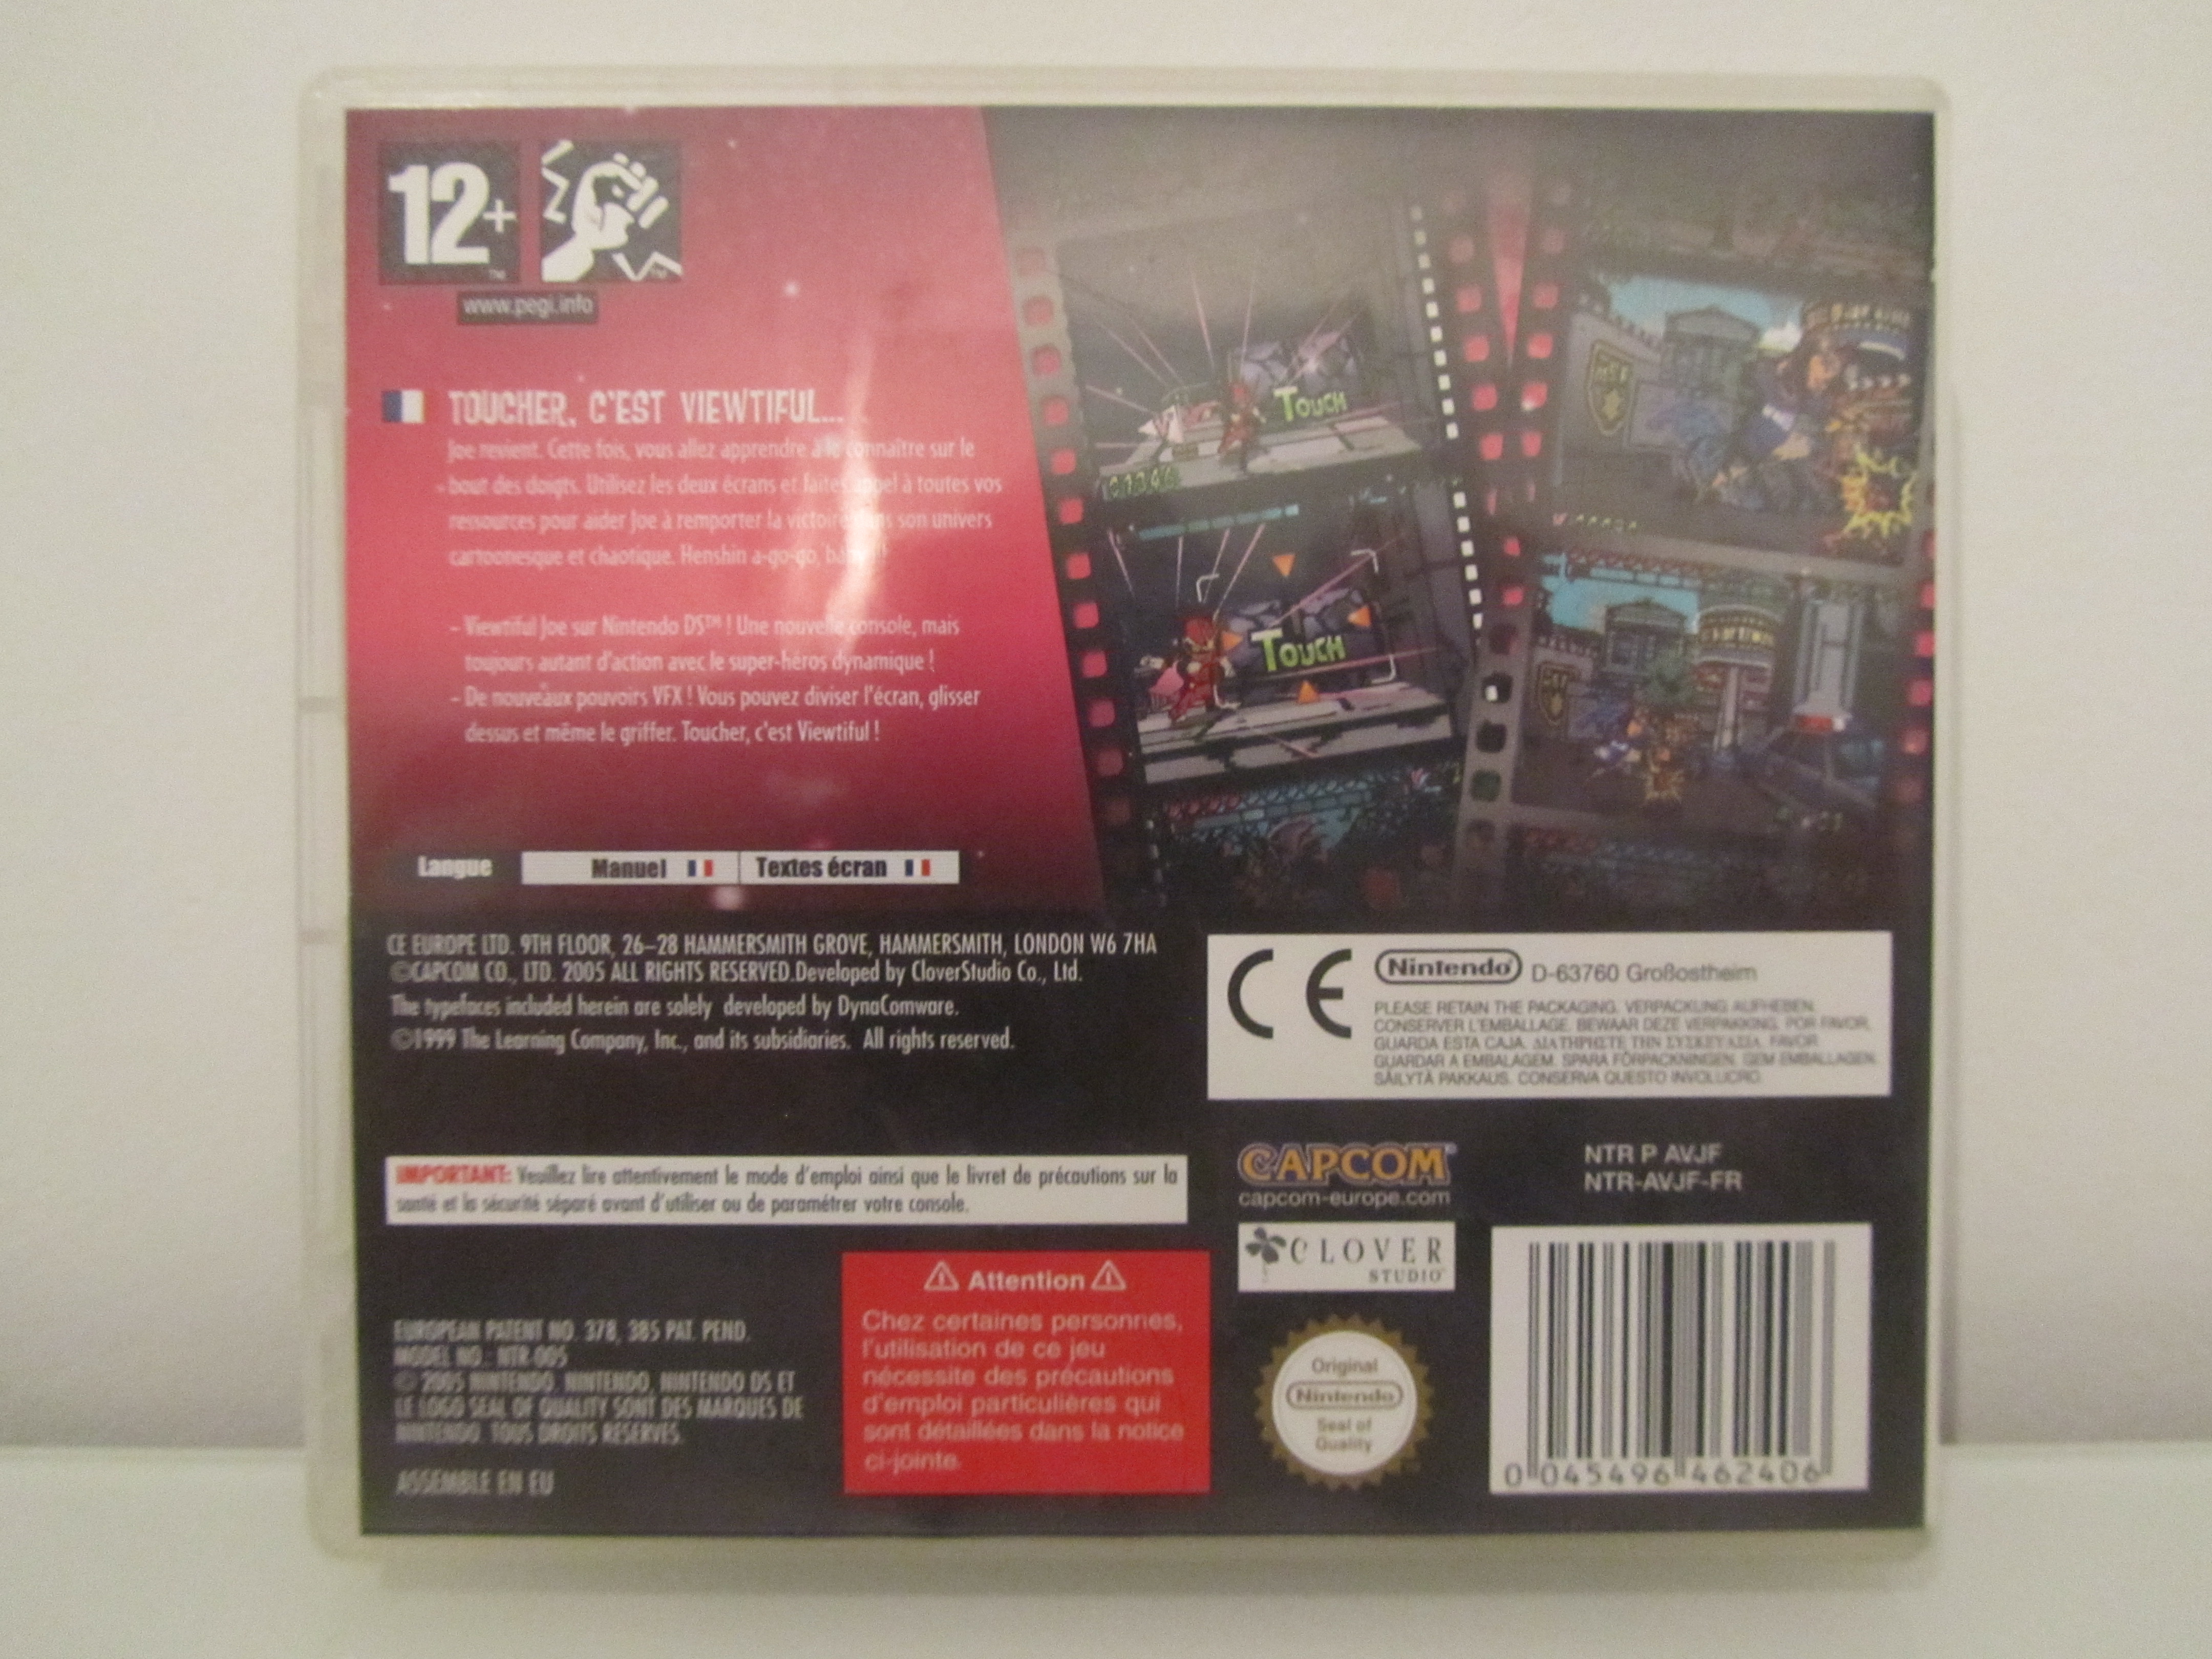 12+
www.pegi.info
TOUCHER, C'EST VIEWTIFUL...
Joe revient. Cette fois, vous allez apprendre à le connaître sur le
bout des doigts. Utilisez les deux écrans et faites appel à toutes vos
ressources pour aider Joe à remporter la victoire dans son univers
cartoonesque et chaotique. Henshin a-go-go,
- Viewtiful Joe sur Nintendo DS™ ! Une nouvelle console, mais
toujours autant d'action avec le super-héros dynamique !
- De nouveaux pouvoirs VFX ! Vous pouvez diviser l'écran, glisser
dessus et même le griffer. Toucher, c'est Viewtiful !
TOUCH
TOUCH
Langue Manuel Textes écran
CE EUROPE LTD. 9TH FLOOR, 26-28 HAMMERSMITH GROVE, HAMMERSMITH, LONDON W6 7HA
©CAPCOM CO., LTD. 2005 ALL RIGHTS RESERVED.Developed by CloverStudio Co., Ltd.
The typefaces included herein are solely developed by DynaComware.
©1999 The Learning Company, Inc., and its subsidiaries. All rights reserved.
CE
Nintendo D-63760 Großostheim
PLEASE RETAIN THE PACKAGING. VERPACKUNG AUFHEBEN.
CONSERVER L'EMBALLAGE. BEWAAR DEZE VERPAKKING. POR FAVOR,
GUARDA ESTA CAJA. ΔΙΑΤΗΡΗΣΤΕ ΤΗΝ ΣΥΣΚΕΥΑΣΙΑ. FAVOR
GUARDAR A EMBALAGEM. SPARA FÖRPACKNINGEN. GEM EMBALLAGEN.
SÄILYTÄ PAKKAUS. CONSERVA QUESTO INVOLUCRO.
IMPORTANT: Veuillez lire attentivement le mode d'emploi ainsi que le livret de précautions sur la
santé et la sécurité séparé avant d'utiliser ou de paramétrer votre console.
CAPCOM
capcom-europe.com
NTR P AVJF
NTR-AVJF-FR
CLOVER
STUDIO
EUROPEAN PATENT NO. 378, 385 PAT. PEND.
MODEL NO.: NTR-005
© 2005 NINTENDO. NINTENDO, NINTENDO DS ET
LE LOGO SEAL OF QUALITY SONT DES MARQUES DE
NINTENDO. TOUS DROITS RESERVES.
ASSEMBLE EN EU
Attention
Chez certaines personnes,
l'utilisation de ce jeu
nécessite des précautions
d'emploi particulières qui
sont détaillées dans la notice
ci-jointe.
Original
Nintendo
Seal of
Quality
0 045496 462406